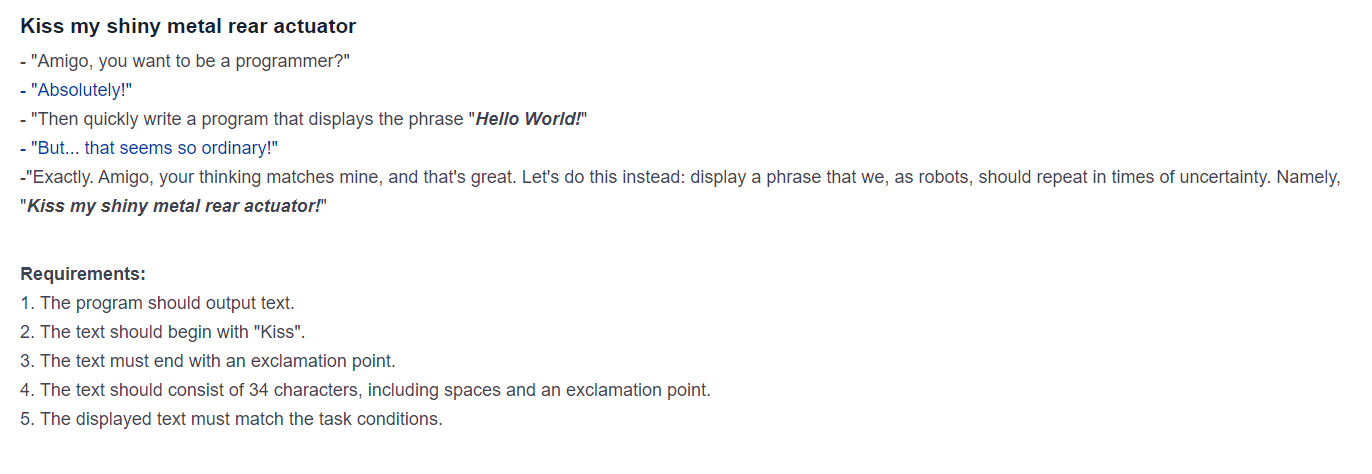 Kiss my shiny metal rear actuator
- "Amigo, you want to be a programmer?"
- "Absolutely!"
- "Then quickly write a program that displays the phrase "Hello World!"
- "But... that seems so ordinary!"
-"Exactly. Amigo, your thinking matches mine, and that's great. Let's do this instead: display a phrase that we, as robots, should repeat in times of uncertainty. Namely,
"Kiss my shiny metal rear actuator!"
Requirements:
1. The program should output text.
2. The text should begin with "Kiss".
3. The text must end with an exclamation point.
4. The text should consist of 34 characters, including spaces and an exclamation point.
5. The displayed text must match the task conditions.